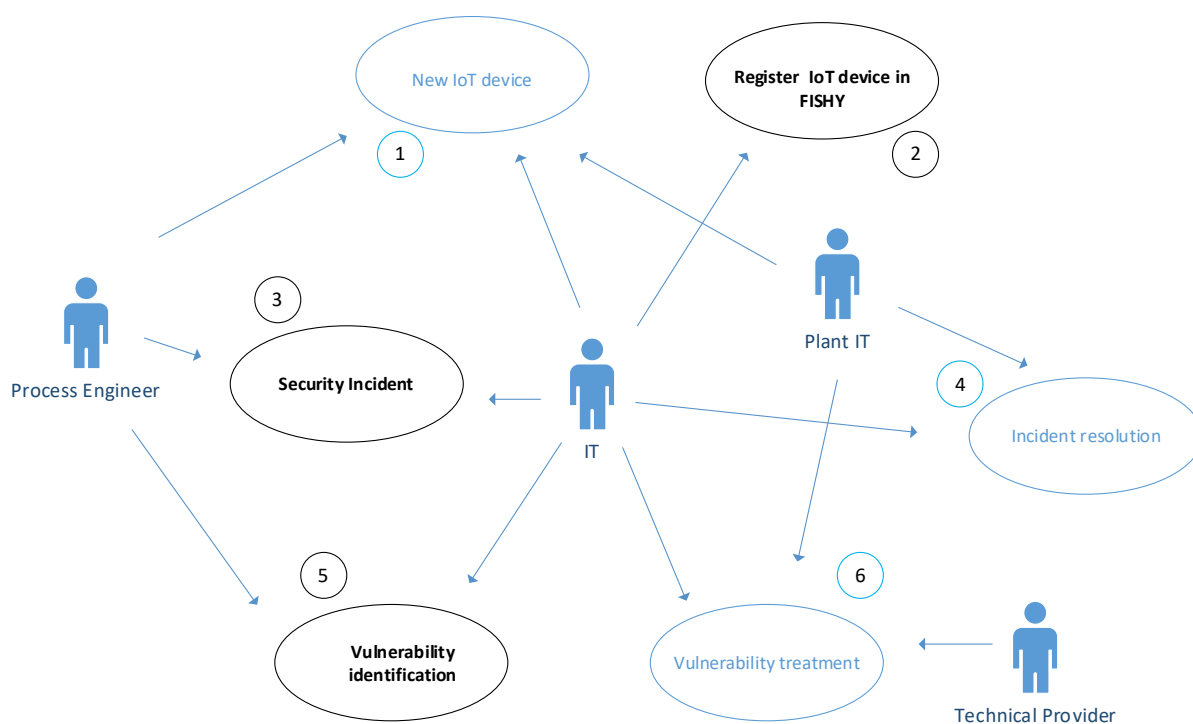 New IoT device
Register IoT device in
FISHY
1
2
3
Plant IT
Process Engineer
Security Incident
4
IT
Incident resolution
5
6
Vulnerability
identification
Vulnerability treatment
Technical Provider